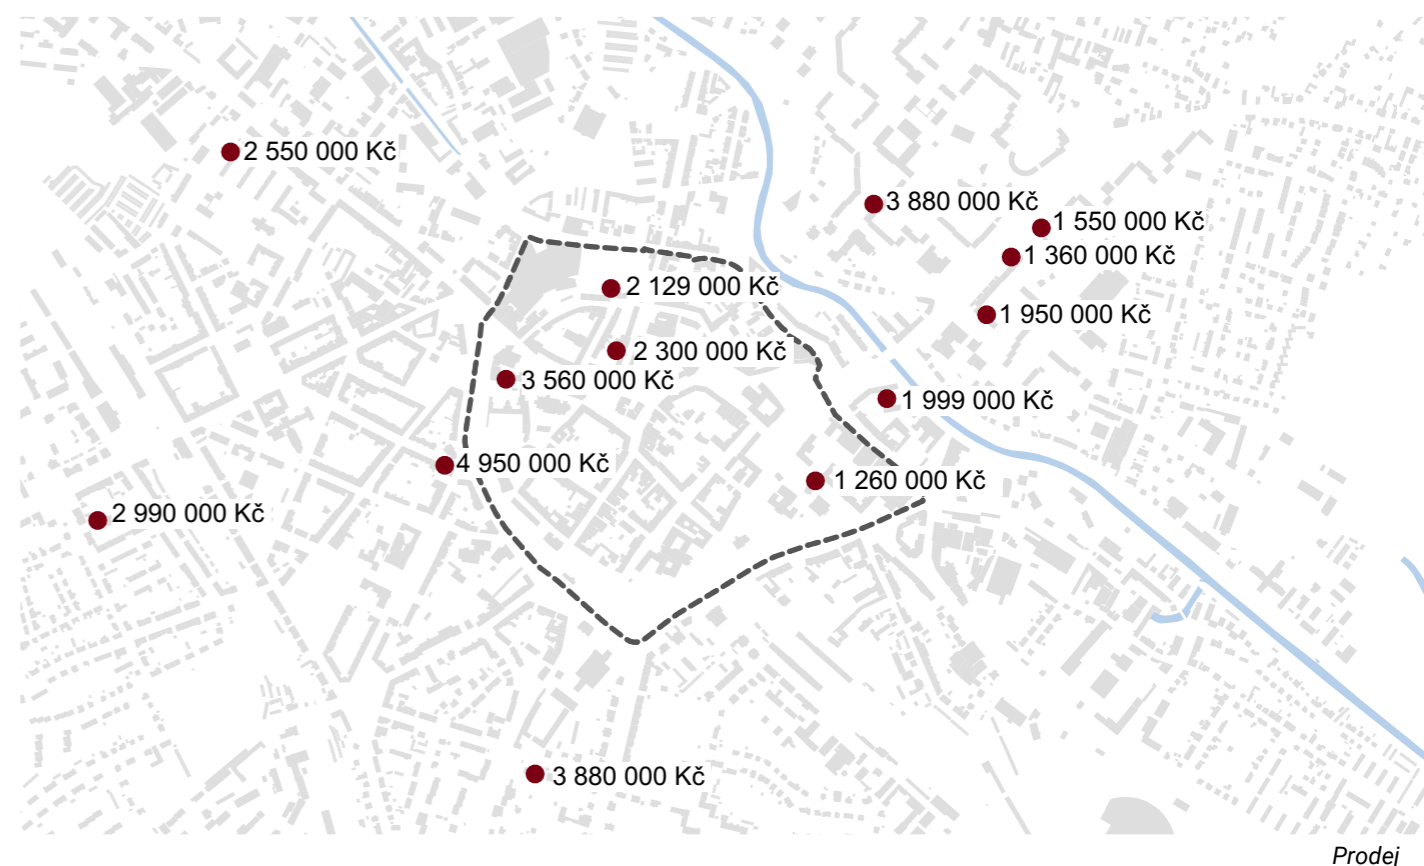 2 550 000 Kč
3 880 000 Kč
1 550 000 Kč
1 360 000 Kč
2 129 000 Kč
1 950 000 Kč
2 300 000 Kč
3 560 000 Kč
1 999 000 Kč
4 950 000 Kč
1 260 000 Kč
2 990 000 Kč
3 880 000 Kč
Prodej